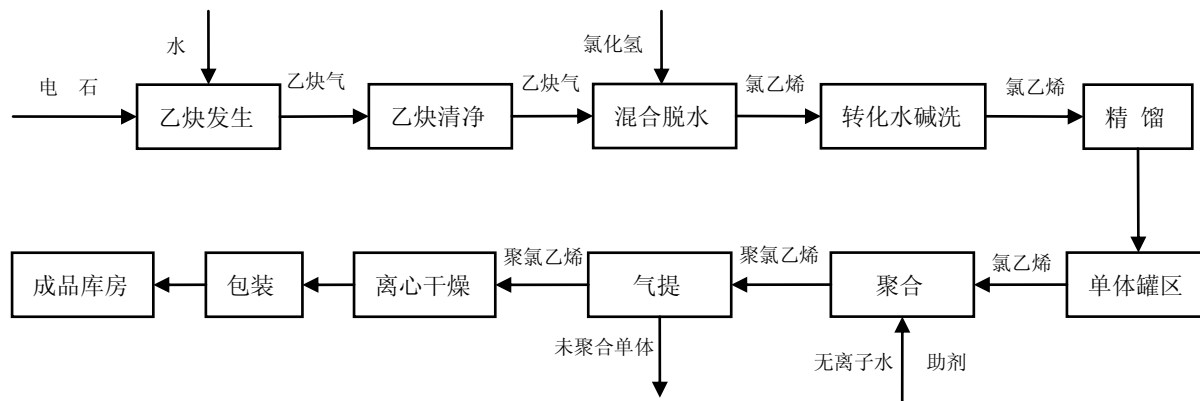 水
氯化氢
电 石
乙炔气
乙炔气
氯乙烯
氯乙烯
乙炔发生
乙炔清净
混合脱水
转化水碱洗
精 馏
聚氯乙烯
聚氯乙烯
氯乙烯
成品库房
包装
离心干燥
气提
聚合
单体罐区
未聚合单体
无离子水 助剂